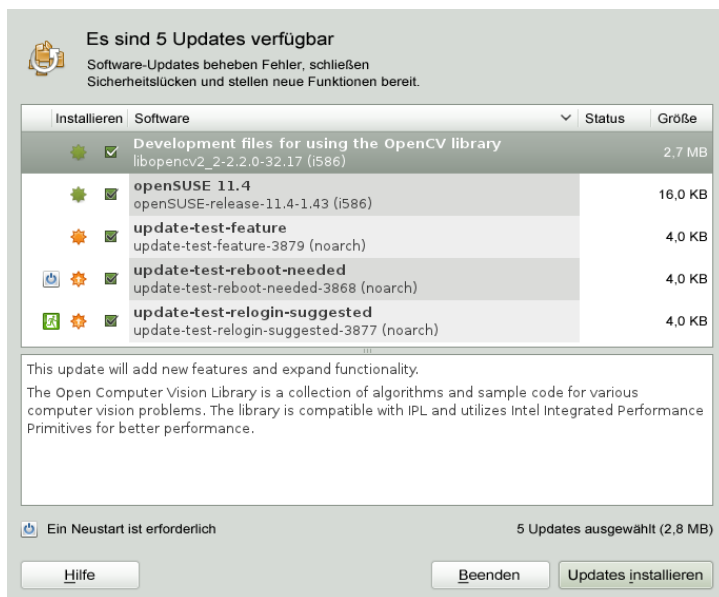 Es sind 5 Updates verfügbar
Software-Updates beheben Fehler, schließen
Sicherheitslücken und stellen neue Funktionen bereit.
Installieren Software Status Größe
Development files for using the OpenCV library
libopencv2_2-2.2.0-32.17 (i586)
2,7 MB
openSUSE 11.4
openSUSE-release-11.4-1.43 (i586)
16,0 KB
update-test-feature
update-test-feature-3879 (noarch)
4,0 KB
update-test-reboot-needed
update-test-reboot-needed-3868 (noarch)
4,0 KB
update-test-relogin-suggested
update-test-relogin-suggested-3877 (noarch)
4,0 KB
This update will add new features and expand functionality.
The Open Computer Vision Library is a collection of algorithms and sample code for various
computer vision problems. The library is compatible with IPL and utilizes Intel Integrated Performance
Primitives for better performance.
Ein Neustart ist erforderlich 5 Updates ausgewählt (2,8 MB)
Hilfe Beenden Updates installieren